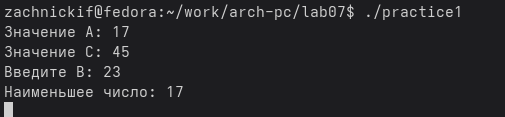 zachnickif@fedora:~/work/arch-pc/lab07$ ./practice1
Значение A: 17
Значение C: 45
Введите B: 23
Наименьшее число: 17